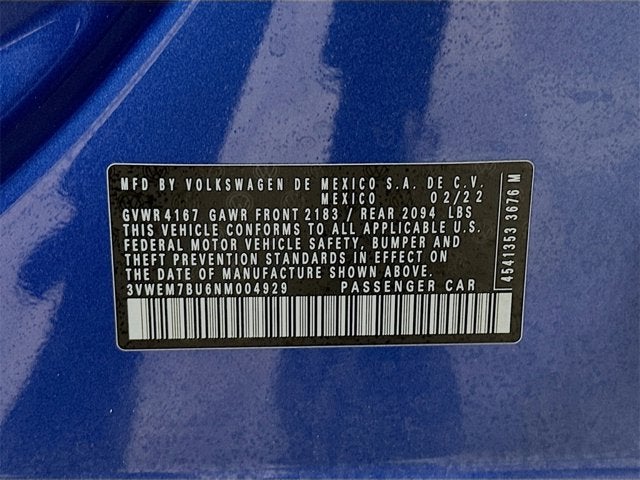 MFD BY VOLKSWAGEN DE MEXICO S.A. DE C.V.
MEXICO 02/22
GVWR 4167 GAWR FRONT 2183 / REAR 2094 LBS
THIS VEHICLE CONFORMS TO ALL APPLICABLE U.S.
FEDERAL MOTOR VEHICLE SAFETY, BUMPER AND
THEFT PREVENTION STANDARDS IN EFFECT ON
THE DATE OF MANUFACTURE SHOWN ABOVE.
3VWEM7BU6NM004929 PASSENGER CAR
4541353 3676 M